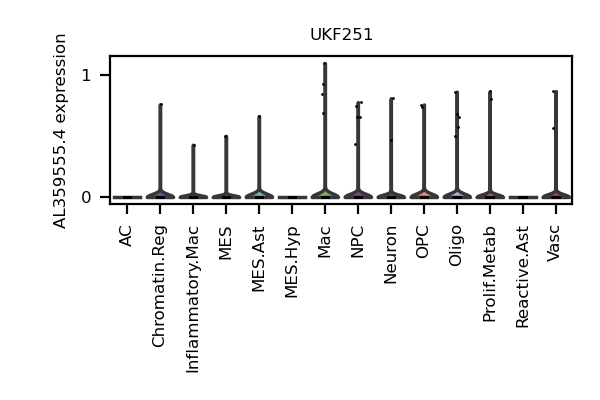 UKF251
AL359555.4 expression
1
0
AC
Chromatin.Reg
Inflammatory.Mac
MES
MES.Ast
MES.Hyp
Mac
NPC
Neuron
OPC
Oligo
Prolif.Metab
Reactive.Ast
Vasc